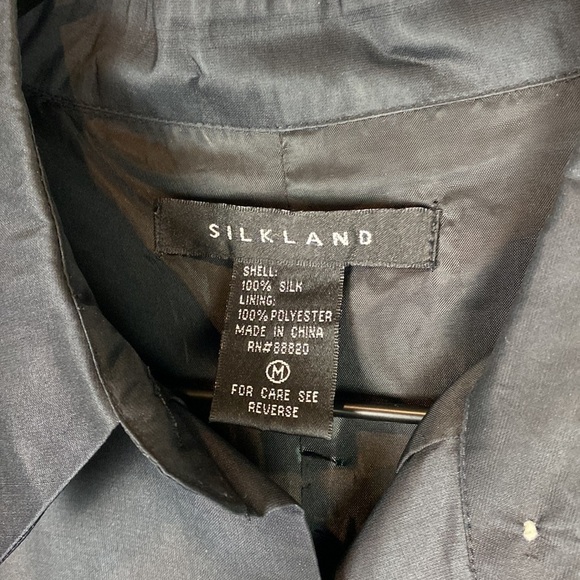 SILKLAND
SHELL:
100% SILK
LINING:
100% POLYESTER
MADE IN CHINA
RN#88820
M
FOR CARE SEE
REVERSE